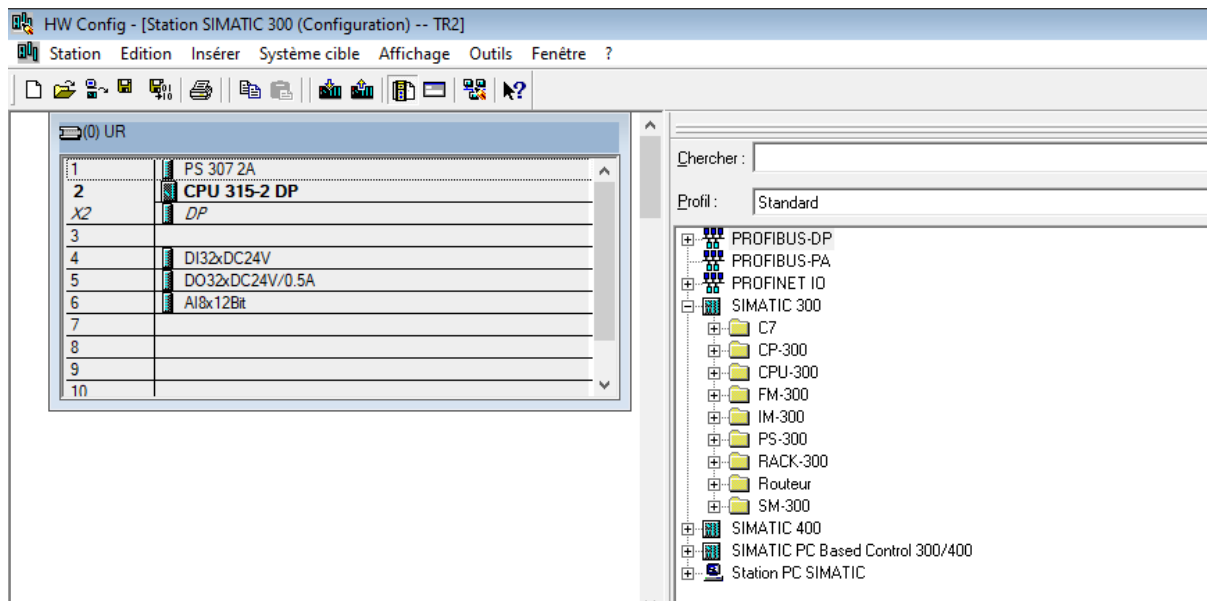 HW Config - [Station SIMATIC 300 (Configuration) -- TR2]
Station Edition Insérer Système cible Affichage Outils Fenêtre ?
(0) UR
1 PS 307 2A
2 CPU 315-2 DP
X2 DP
3
4 DI32xDC24V
5 DO32xDC24V/0.5A
6 AI8x12Bit
7
8
9
10
Chercher :
Profil : Standard
PROFIBUS-DP
PROFIBUS-PA
PROFINET IO
SIMATIC 300
C7
CP-300
CPU-300
FM-300
IM-300
PS-300
RACK-300
Routeur
SM-300
SIMATIC 400
SIMATIC PC Based Control 300/400
Station PC SIMATIC